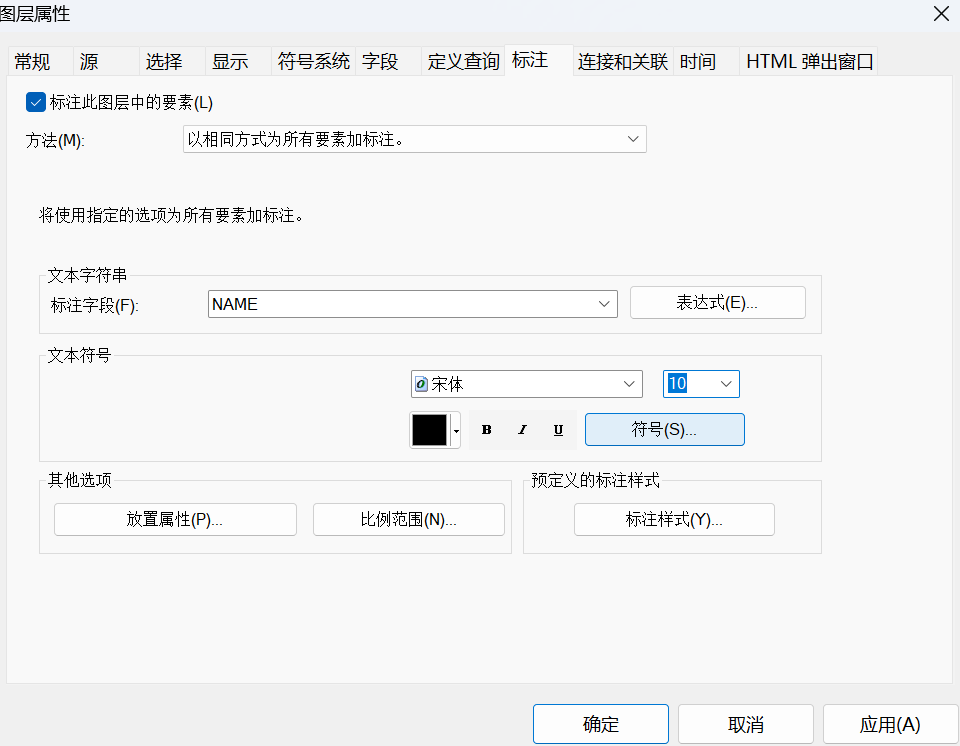 图层属性
常规 源 选择 显示 符号系统 字段 定义查询 标注 连接和关联 时间 HTML 弹出窗口
标注此图层中的要素(L)
方法(M): 以相同方式为所有要素加标注。
将使用指定的选项为所有要素加标注。
文本字符串
标注字段(F): NAME 表达式(E)...
文本符号
宋体 10
B I U 符号(S)...
其他选项 预定义的标注样式
放置属性(P)... 比例范围(N)... 标注样式(Y)...
确定 取消 应用(A)